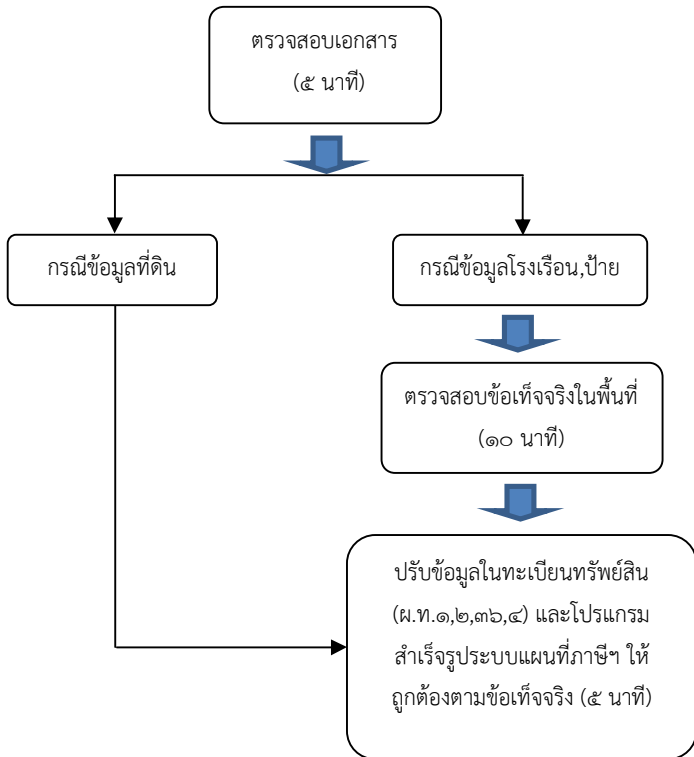 ตรวจสอบเอกสาร
(๕ นาที)
กรณีข้อมูลที่ดิน
กรณีข้อมูลโรงเรือน,ป้าย
ตรวจสอบข้อเท็จจริงในพื้นที่
(๑๐ นาที)
ปรับข้อมูลในทะเบียนทรัพย์สิน
(ผ.ท.๑,๒,๓๖,๔) และโปรแกรม
สำเร็จรูประบบแผนที่ภาษีฯ ให้
ถูกต้องตามข้อเท็จจริง (๕ นาที)